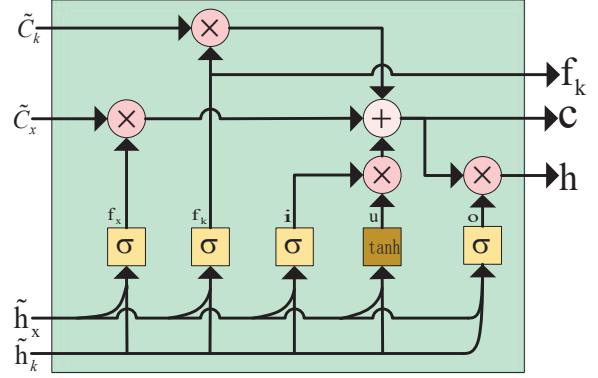 C̃ₖ
×
fₖ
C̃ₓ
×
+
c
×
×
h
fₓ
fₖ
i
u
o
σ
σ
σ
tanh
σ
h̃ₓ
h̃ₖ